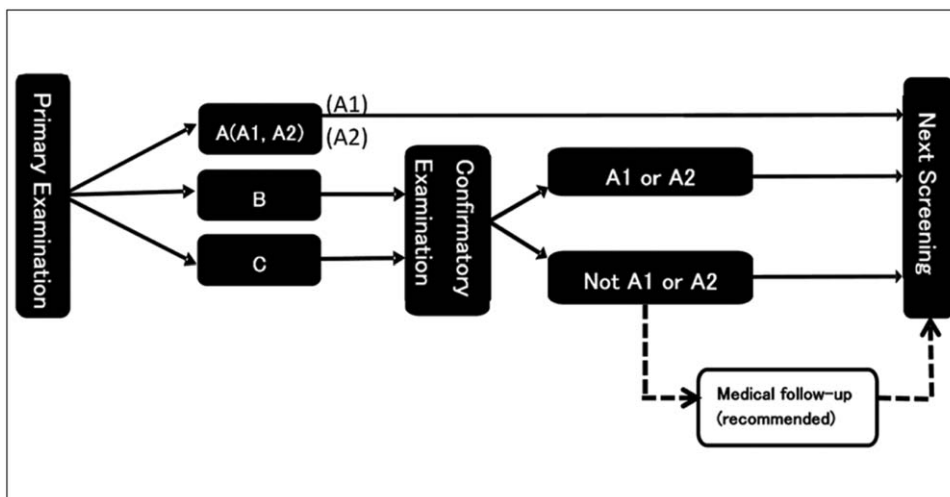 Primary Examination
A(A1, A2)
(A1)
(A2)
B
C
Confirmatory
Examination
A1 or A2
Not A1 or A2
Medical follow-up
(recommended)
Next Screening